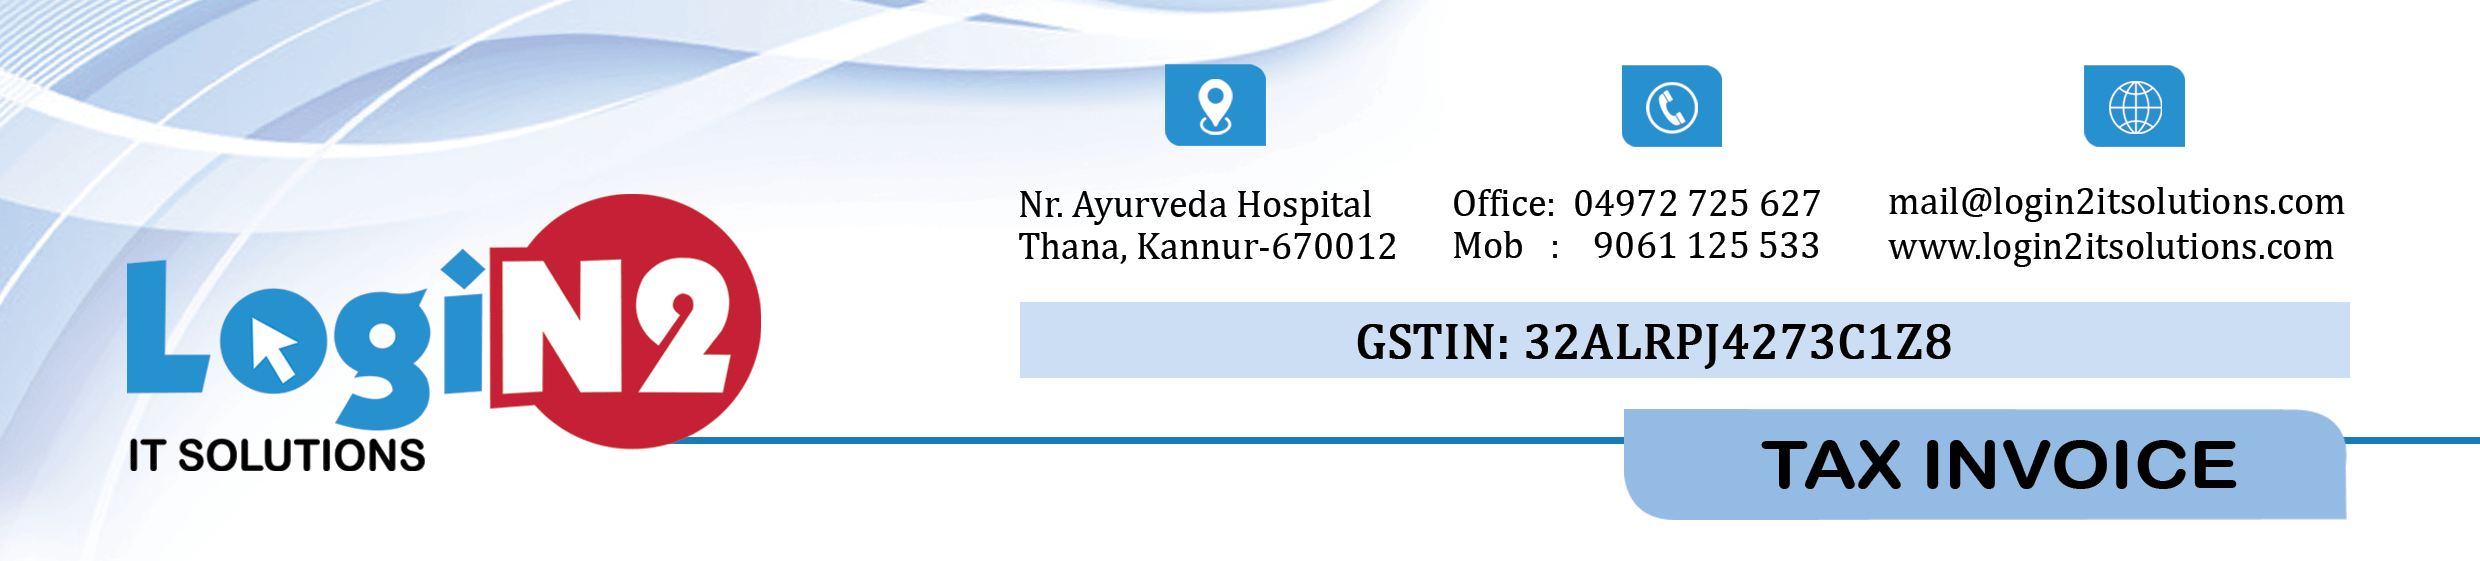 LogiN2
IT SOLUTIONS
Nr. Ayurveda Hospital
Thana, Kannur-670012
Office: 04972 725 627
Mob : 9061 125 533
mail@login2itsolutions.com
www.login2itsolutions.com
GSTIN: 32ALRPJ4273C1Z8
TAX INVOICE